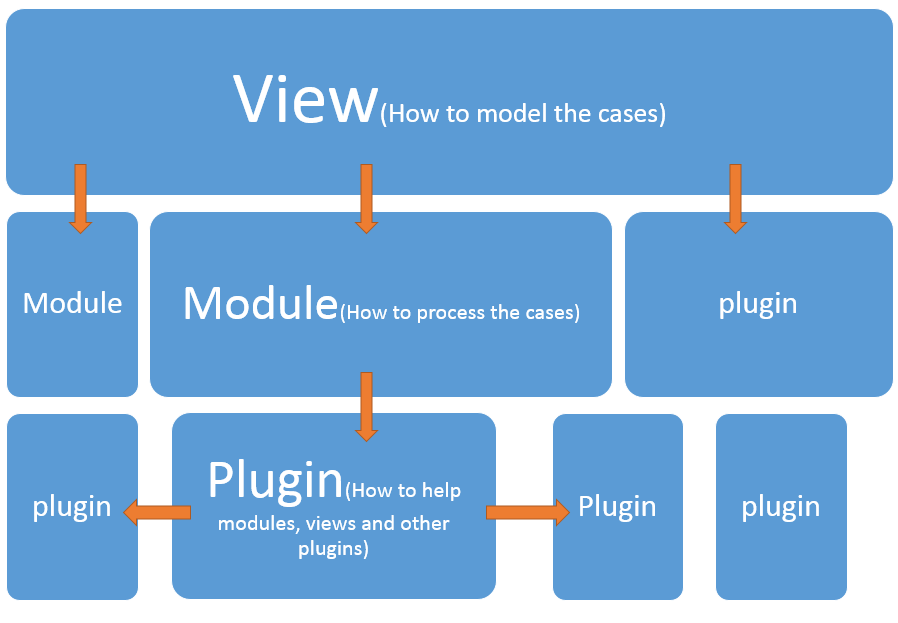 View(How to model the cases)
Module
Module(How to process the cases)
plugin
plugin
Plugin(How to help
modules, views and other
plugins)
Plugin
plugin